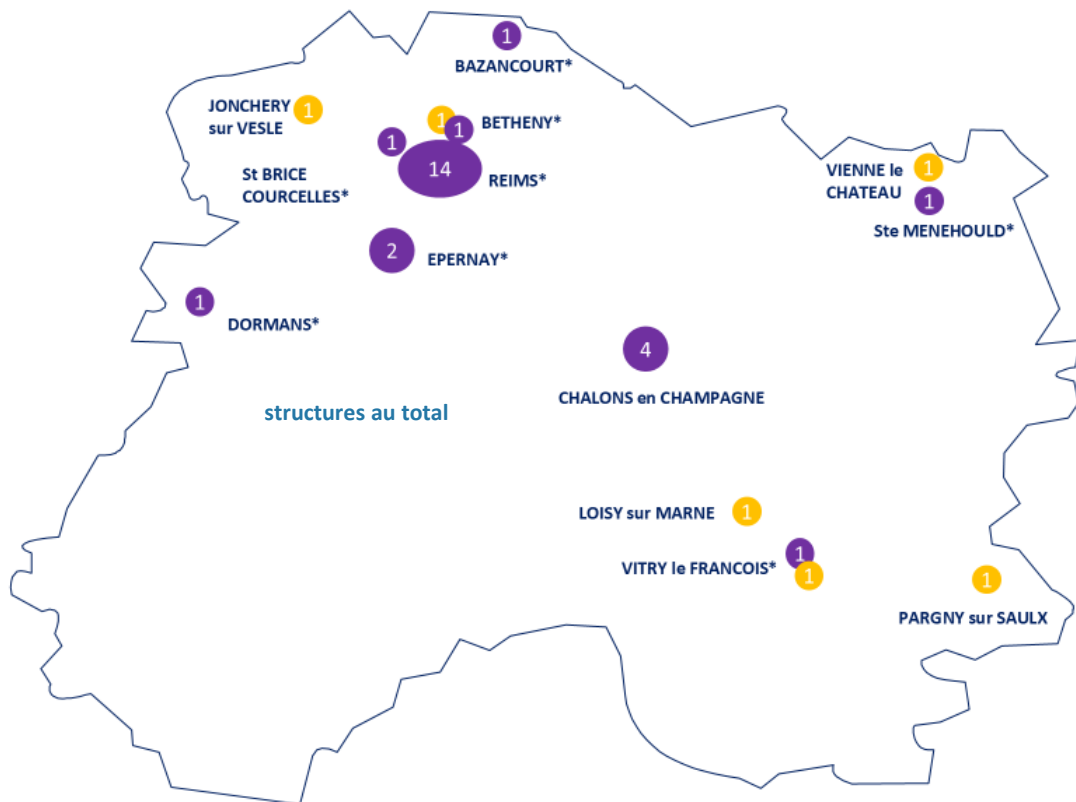 1
BAZANCOURT*
JONCHERY
sur VESLE
1
1
1
BETHENY*
1
14
REIMS*
St BRICE
COURCELLES*
VIENNE le
CHATEAU
1
1
Ste MENEHOULD*
2
EPERNAY*
1
DORMANS*
4
CHALONS en CHAMPAGNE
structures au total
LOISY sur MARNE
1
1
VITRY le FRANCOIS*
1
1
PARGNY sur SAULX